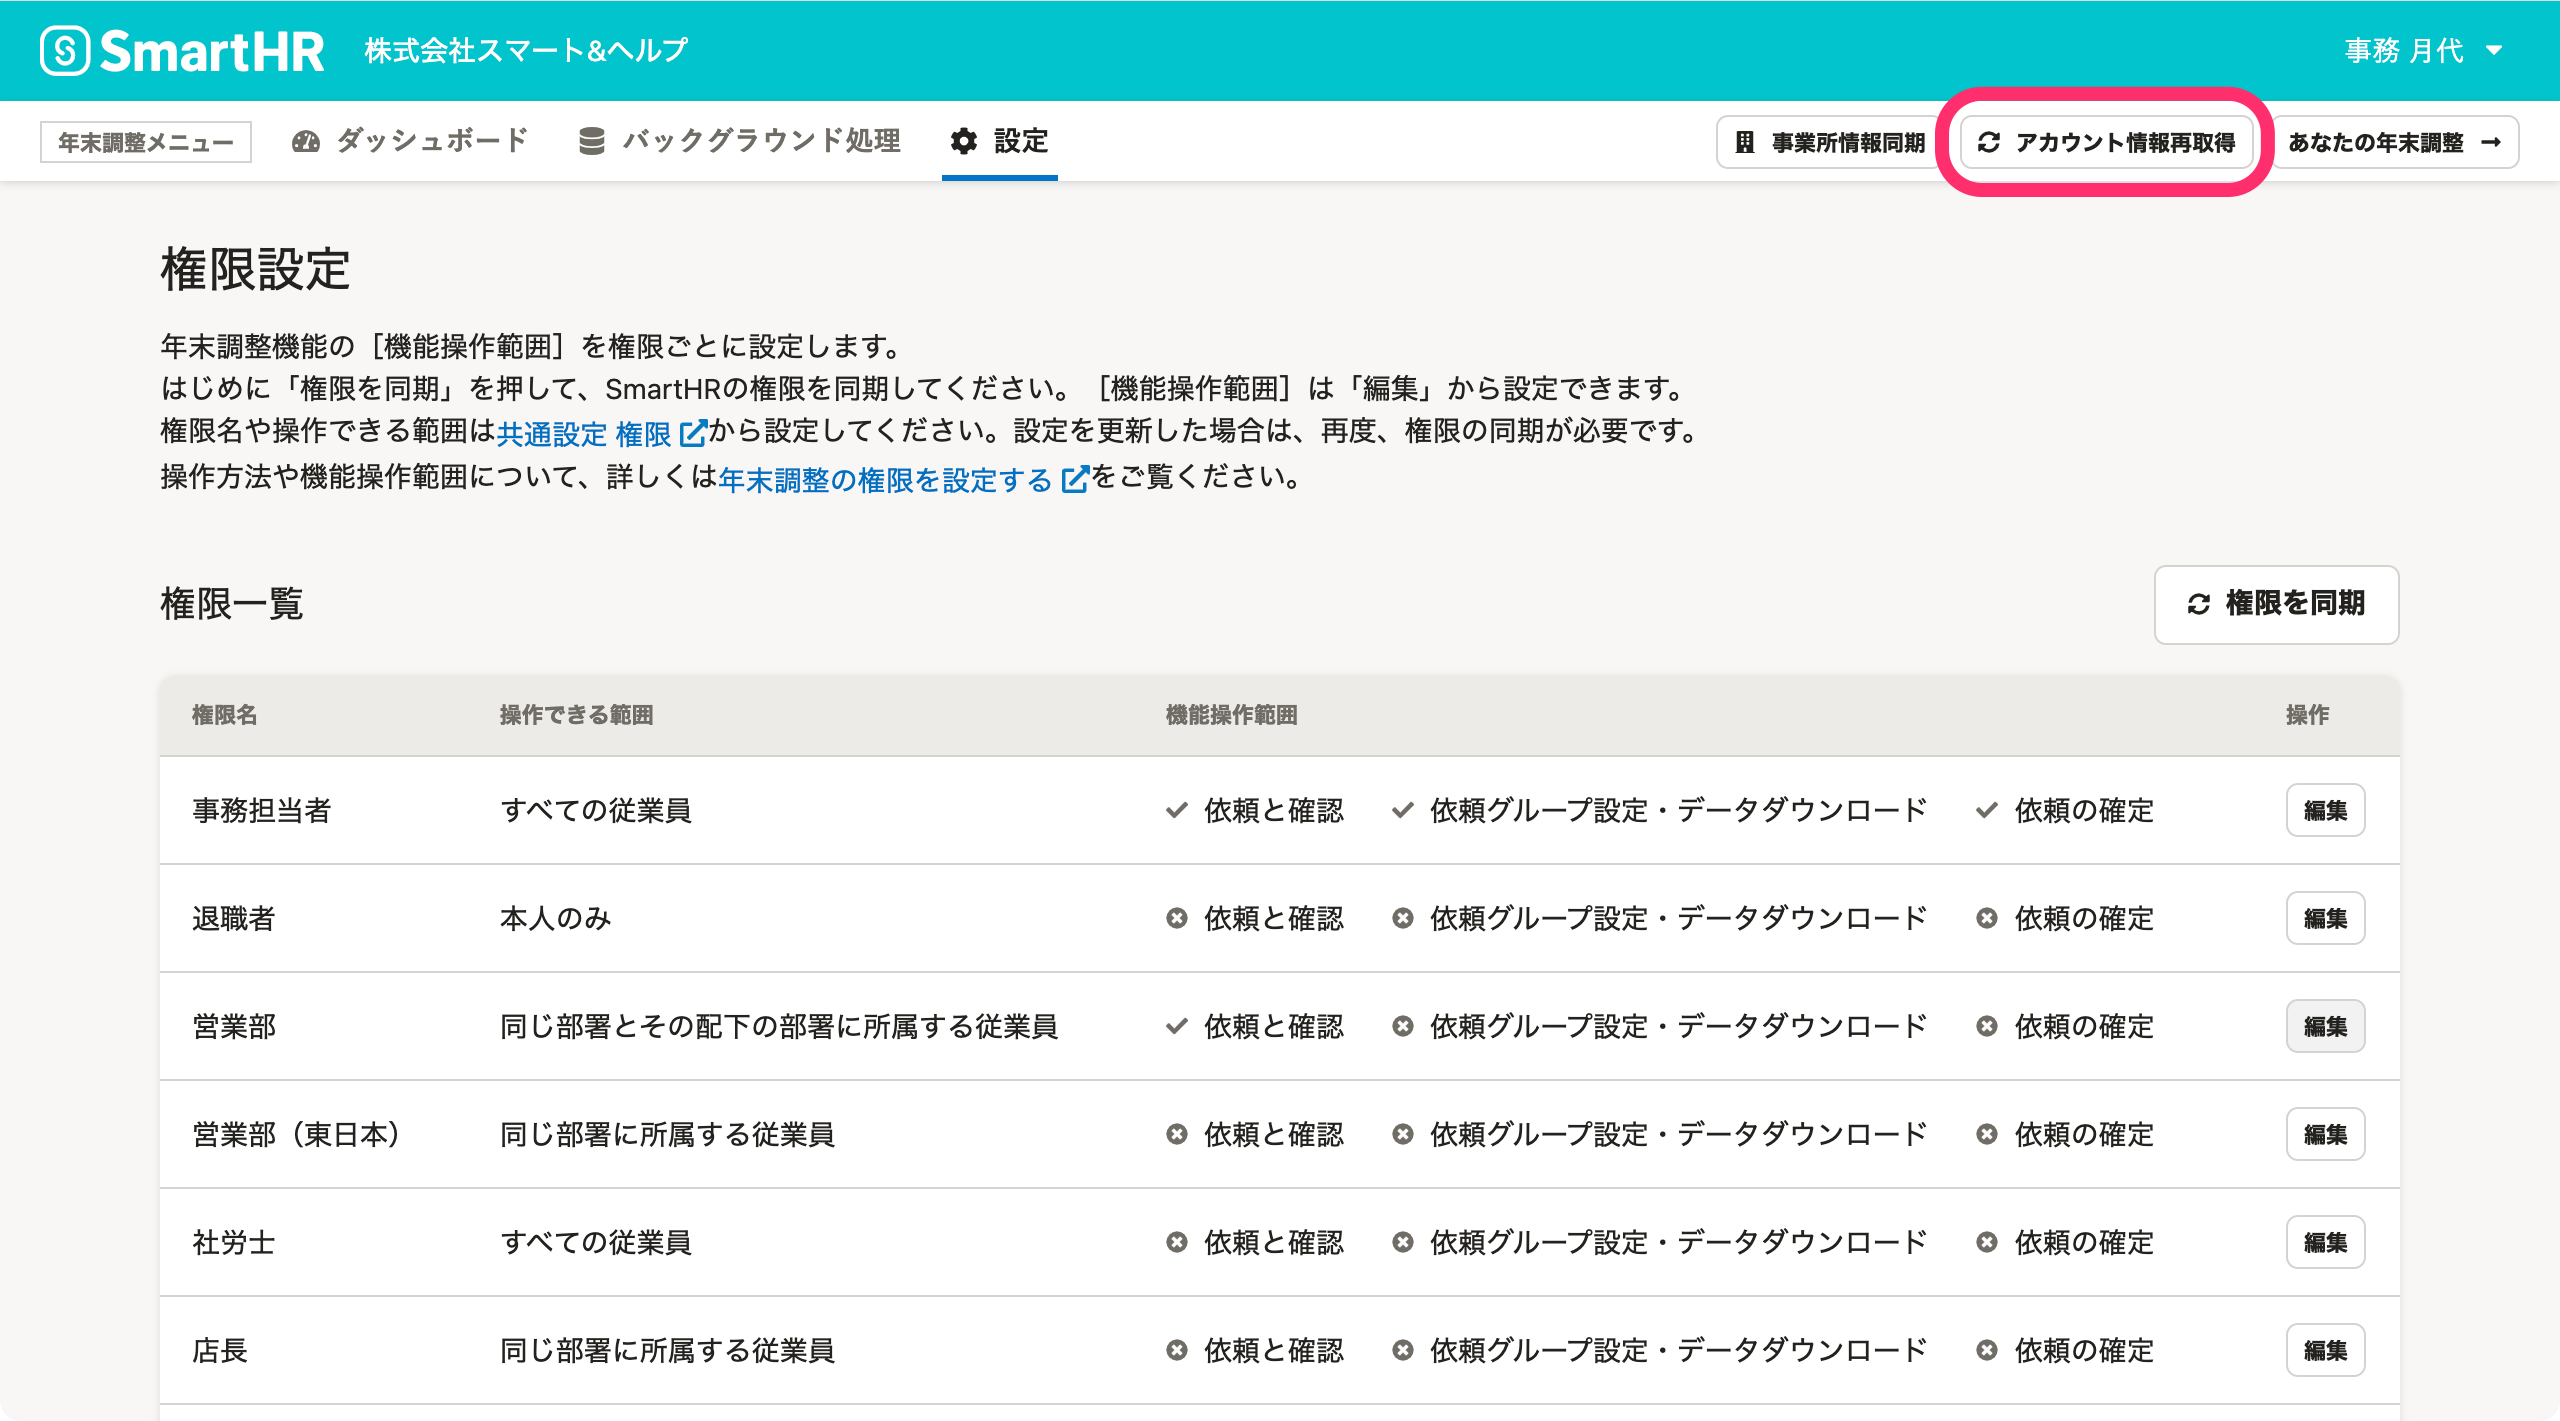 SmartHR 株式会社スマート&ヘルプ 事務 月代
年末調整メニュー ダッシュボード バックグラウンド処理 設定 事業所情報同期 アカウント情報再取得 あなたの年末調整 →
権限設定
年末調整機能の［機能操作範囲］を権限ごとに設定します。
はじめに「権限を同期」を押して、SmartHRの権限を同期してください。［機能操作範囲］は「編集」から設定できます。
権限名や操作できる範囲は共通設定 権限から設定してください。設定を更新した場合は、再度、権限の同期が必要です。
操作方法や機能操作範囲について、詳しくは年末調整の権限を設定するをご覧ください。
権限一覧 権限を同期
権限名 操作できる範囲 機能操作範囲 操作
事務担当者 すべての従業員 依頼と確認 依頼グループ設定・データダウンロード 依頼の確定 編集
退職者 本人のみ 依頼と確認 依頼グループ設定・データダウンロード 依頼の確定 編集
営業部 同じ部署とその配下の部署に所属する従業員 依頼と確認 依頼グループ設定・データダウンロード 依頼の確定 編集
営業部（東日本） 同じ部署に所属する従業員 依頼と確認 依頼グループ設定・データダウンロード 依頼の確定 編集
社労士 すべての従業員 依頼と確認 依頼グループ設定・データダウンロード 依頼の確定 編集
店長 同じ部署に所属する従業員 依頼と確認 依頼グループ設定・データダウンロード 依頼の確定 編集